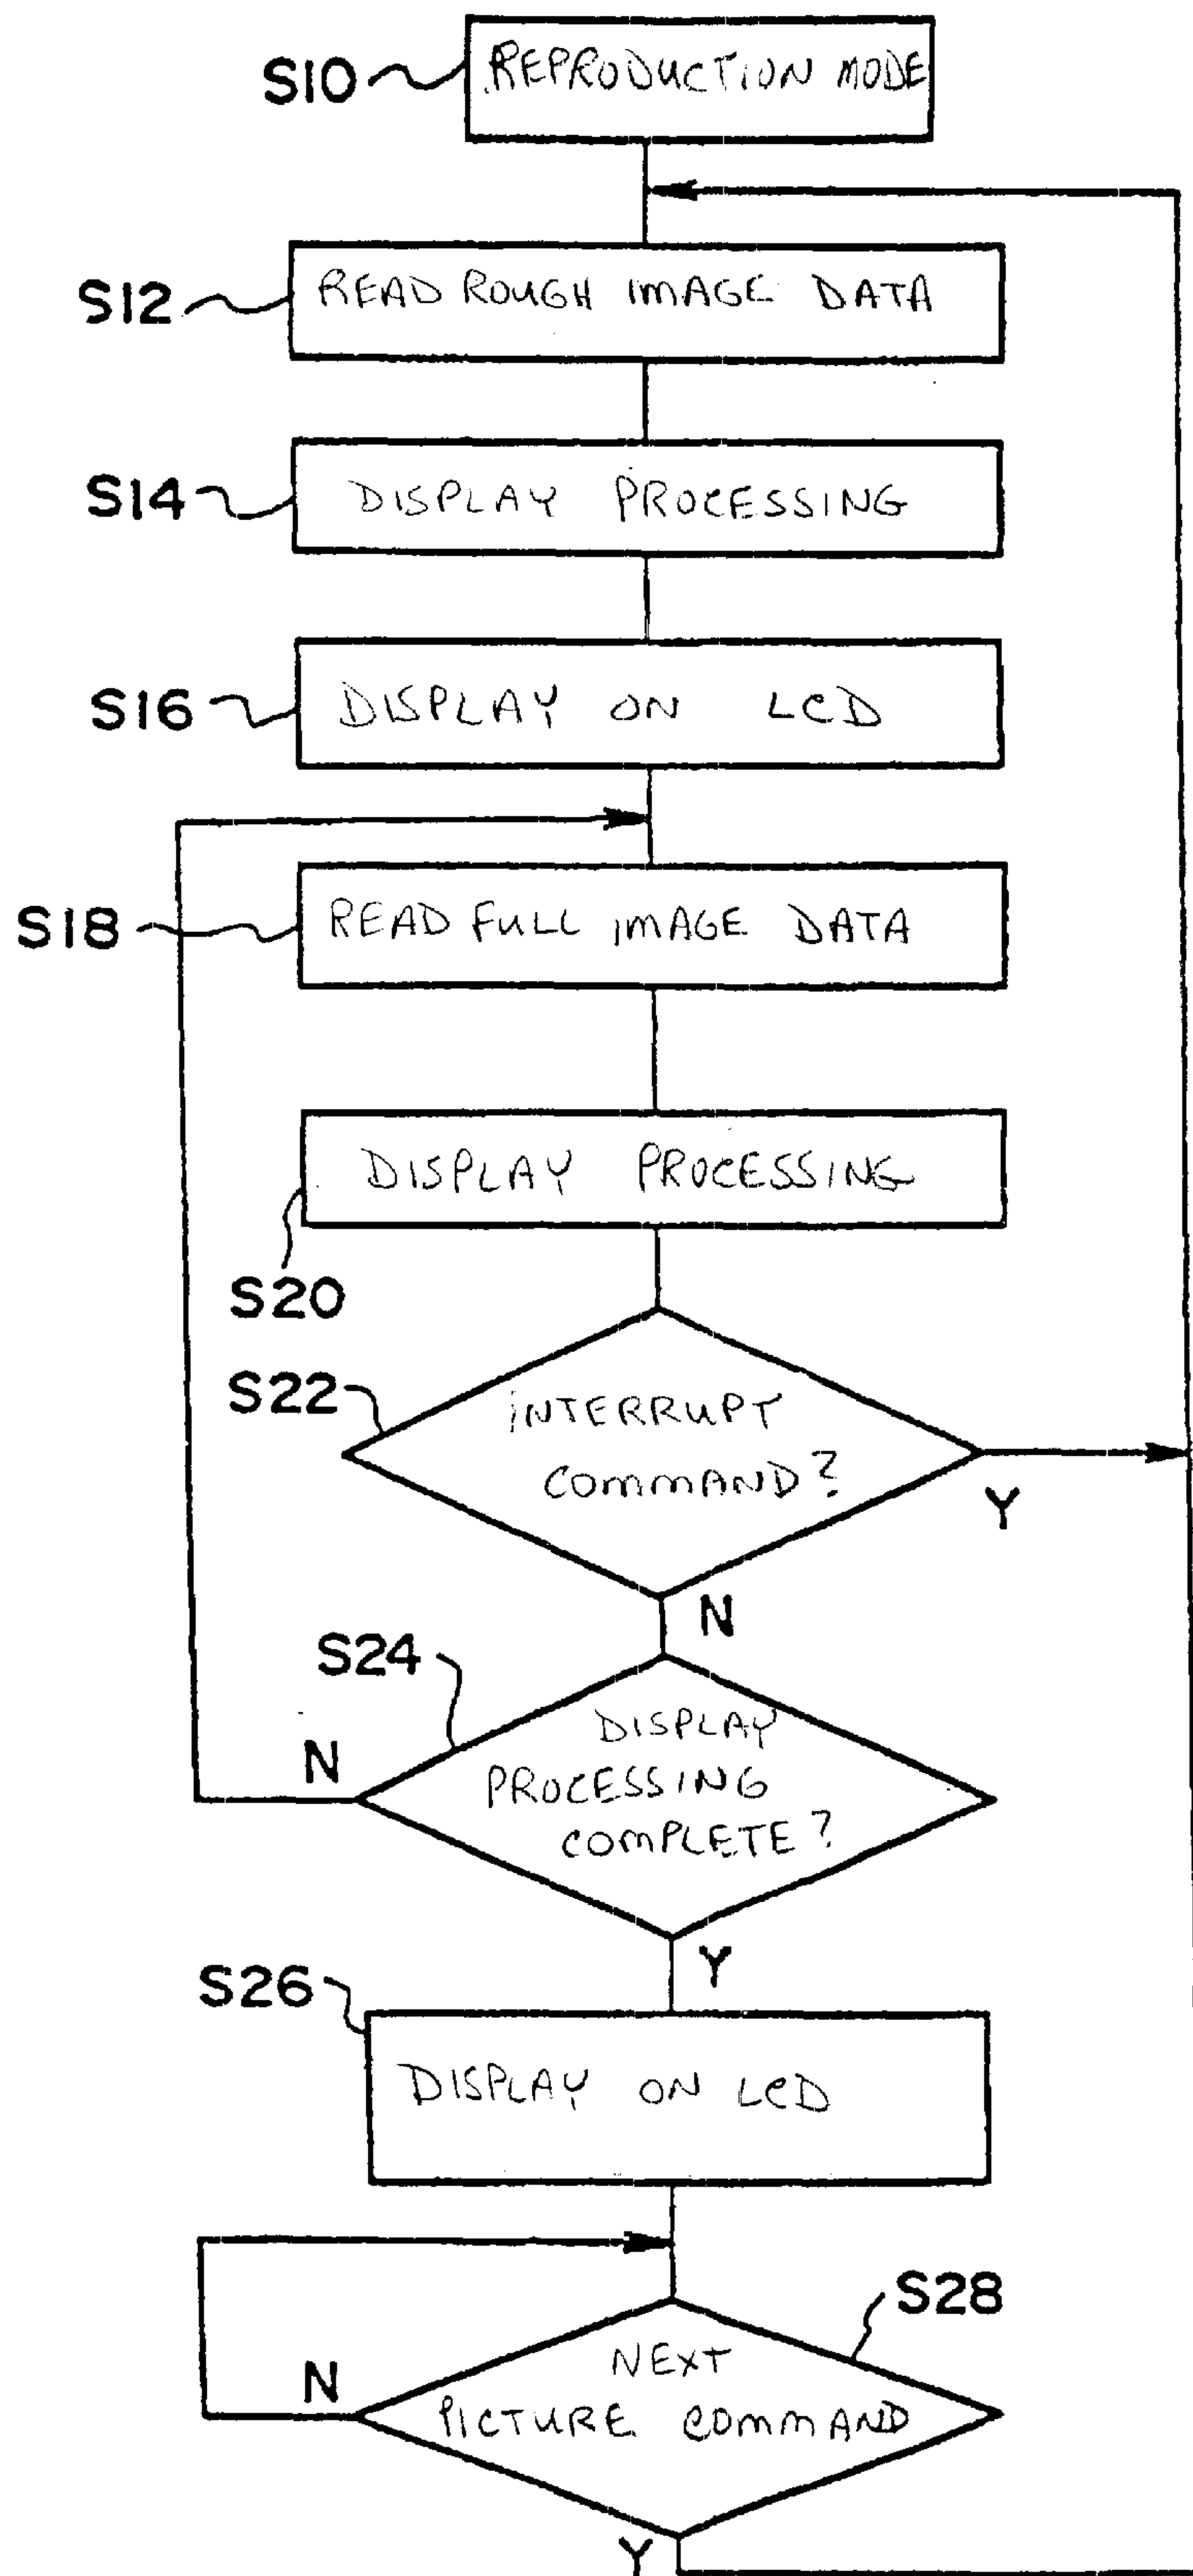 S10 REPRODUCTION MODE
S12 READ ROUGH IMAGE DATA
S14 DISPLAY PROCESSING
S16 DISPLAY ON LCD
S18 READ FULL IMAGE DATA
DISPLAY PROCESSING
S20
S22 INTERRUPT
COMMAND?
Y
N
S24
DISPLAY
N PROCESSING
COMPLETE?
Y
S26
DISPLAY ON LCD
S28
NEXT
N PICTURE COMMAND
Y